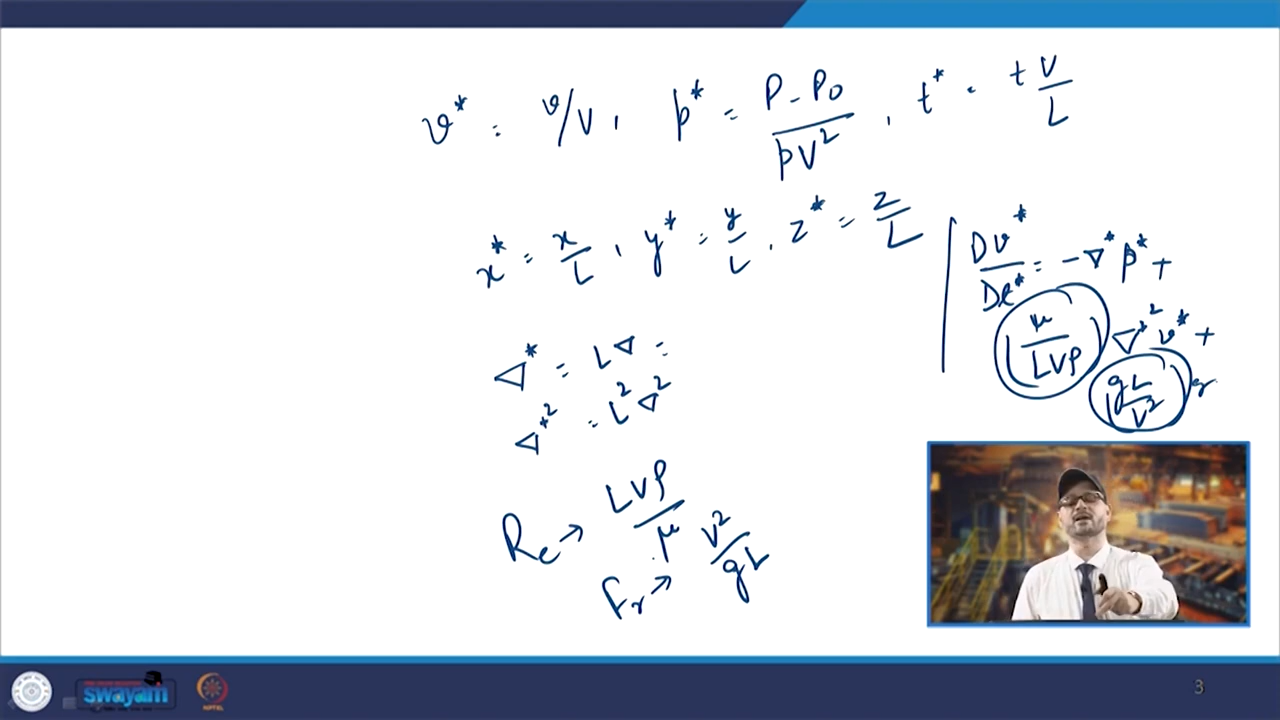 v* = v/V, p* = P - P0 / ρV², t* = tV/L
x* = x/L, y* = y/L, z* = z/L
Dv*/Dt* = -∇* p* +
(μ/LVρ) ∇*² v* +
(gL/V²) g
∇* = L∇ =
∇*² = L²∇²
Re → LVρ/μ
Fr → V²/gL
swayam
3